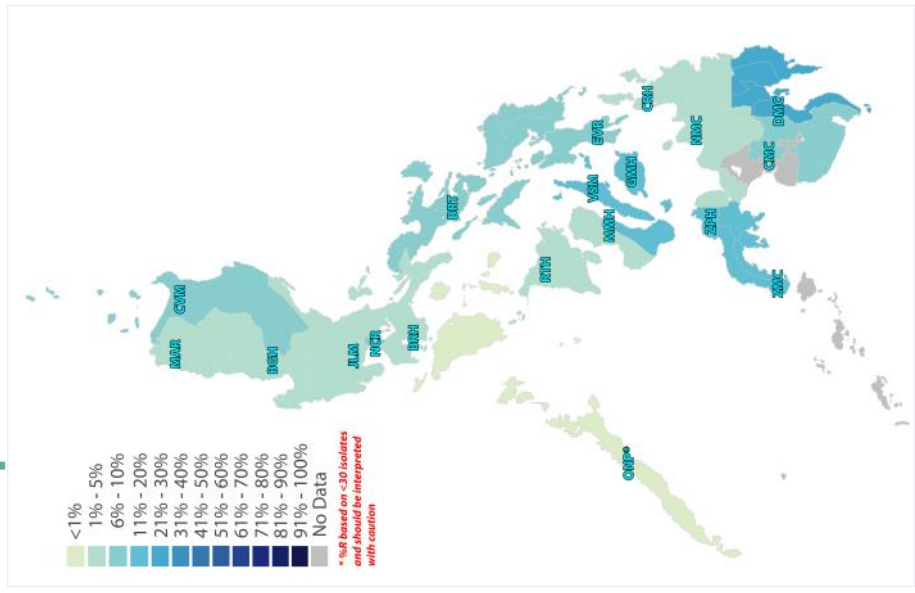 <1%
1% - 5%
6% - 10%
11% - 20%
21% - 30%
31% - 40%
41% - 50%
51% - 60%
61% - 70%
71% - 80%
81% - 90%
91% - 100%
No Data
* %R based on <30 isolates
and should be interpreted
with caution
MAR
CVM
BGH
JLM
NCR
BRH
BRT
ONP*
RTH
MMH
VSM
EVR
GMH
CRH
NMC
ZPH
ZMC
CMC
DMC